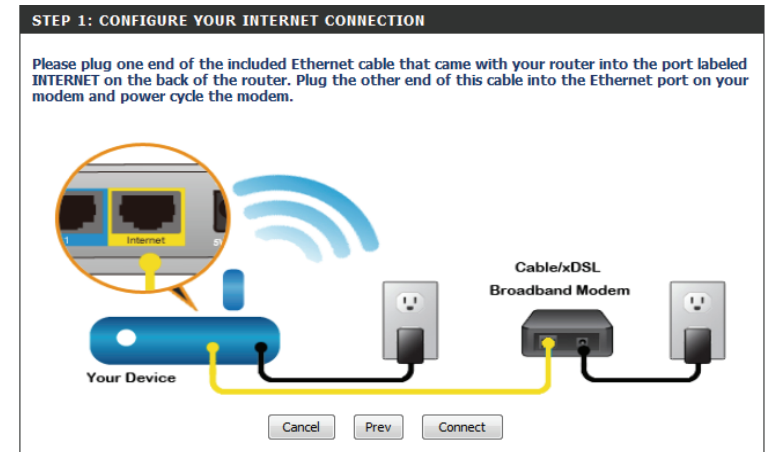 STEP 1: CONFIGURE YOUR INTERNET CONNECTION
Please plug one end of the included Ethernet cable that came with your router into the port labeled
INTERNET on the back of the router. Plug the other end of this cable into the Ethernet port on your
modem and power cycle the modem.
1
Internet
Cable/xDSL
Broadband Modem
Your Device
Cancel
Prev
Connect